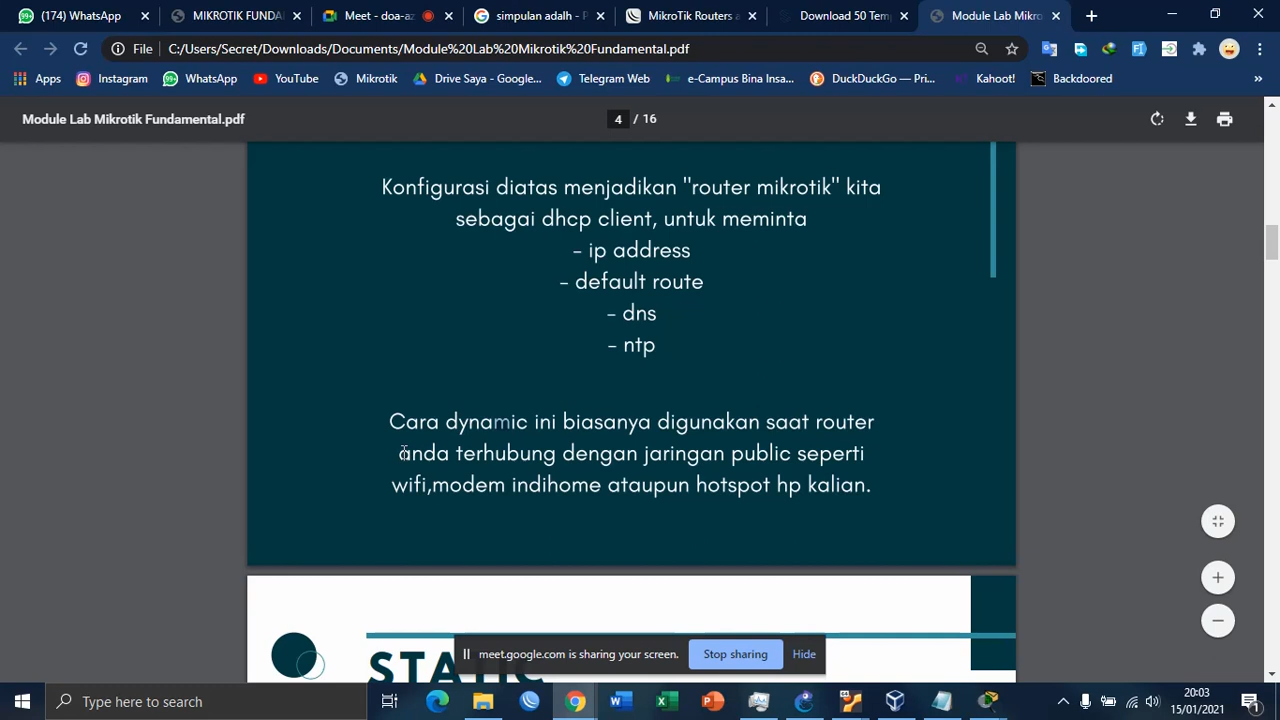 (174) WhatsApp
MIKROTIK FUNDA
Meet - doa-az
simpulan adalh - P
MikroTik Routers a
Download 50 Tem
Module Lab Mikro
File
C:/Users/Secret/Downloads/Documents/Module%20Lab%20Mikrotik%20Fundamental.pdf
Apps
Instagram
WhatsApp
YouTube
Mikrotik
Drive Saya - Google...
Telegram Web
e-Campus Bina Insa...
DuckDuckGo — Pri...
Kahoot!
Backdoored
»
Module Lab Mikrotik Fundamental.pdf
4 / 16
Konfigurasi diatas menjadikan "router mikrotik" kita
sebagai dhcp client, untuk meminta
- ip address
- default route
- dns
- ntp
Cara dynamic ini biasanya digunakan saat router
anda terhubung dengan jaringan public seperti
wifi,modem indihome ataupun hotspot hp kalian.
STATIC
meet.google.com is sharing your screen.
Stop sharing
Hide
Type here to search
20:03
15/01/2021